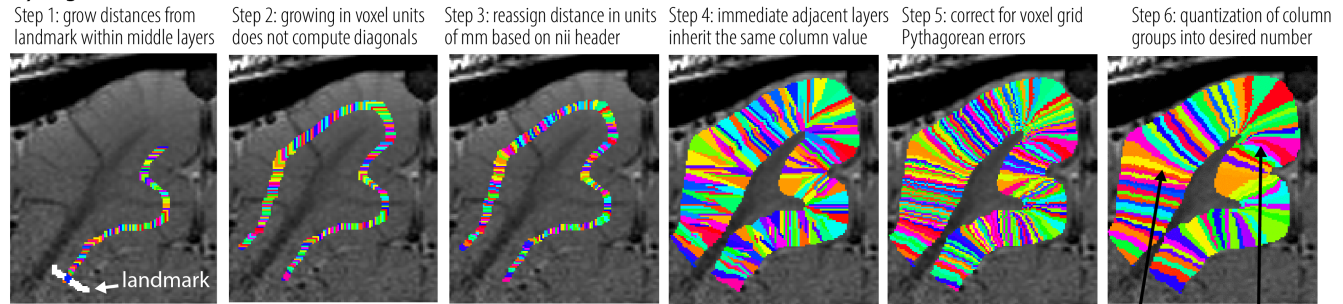 Step 1: grow distances from
landmark within middle layers
Step 2: growing in voxel units
does not compute diagonals
Step 3: reassign distance in units
of mm based on nii header
Step 4: immediate adjacent layers
inherit the same column value
Step 5: correct for voxel grid
Pythagorean errors
Step 6: quantization of column
groups into desired number
landmark